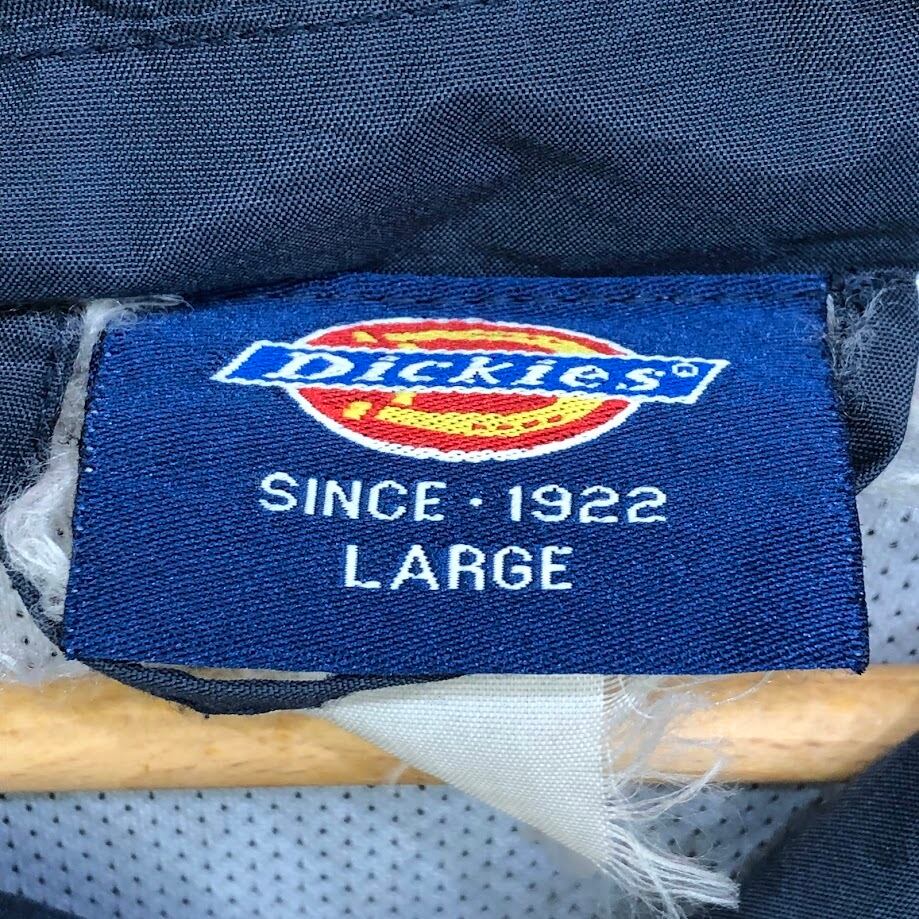 Dickies®
SINCE · 1922
LARGE